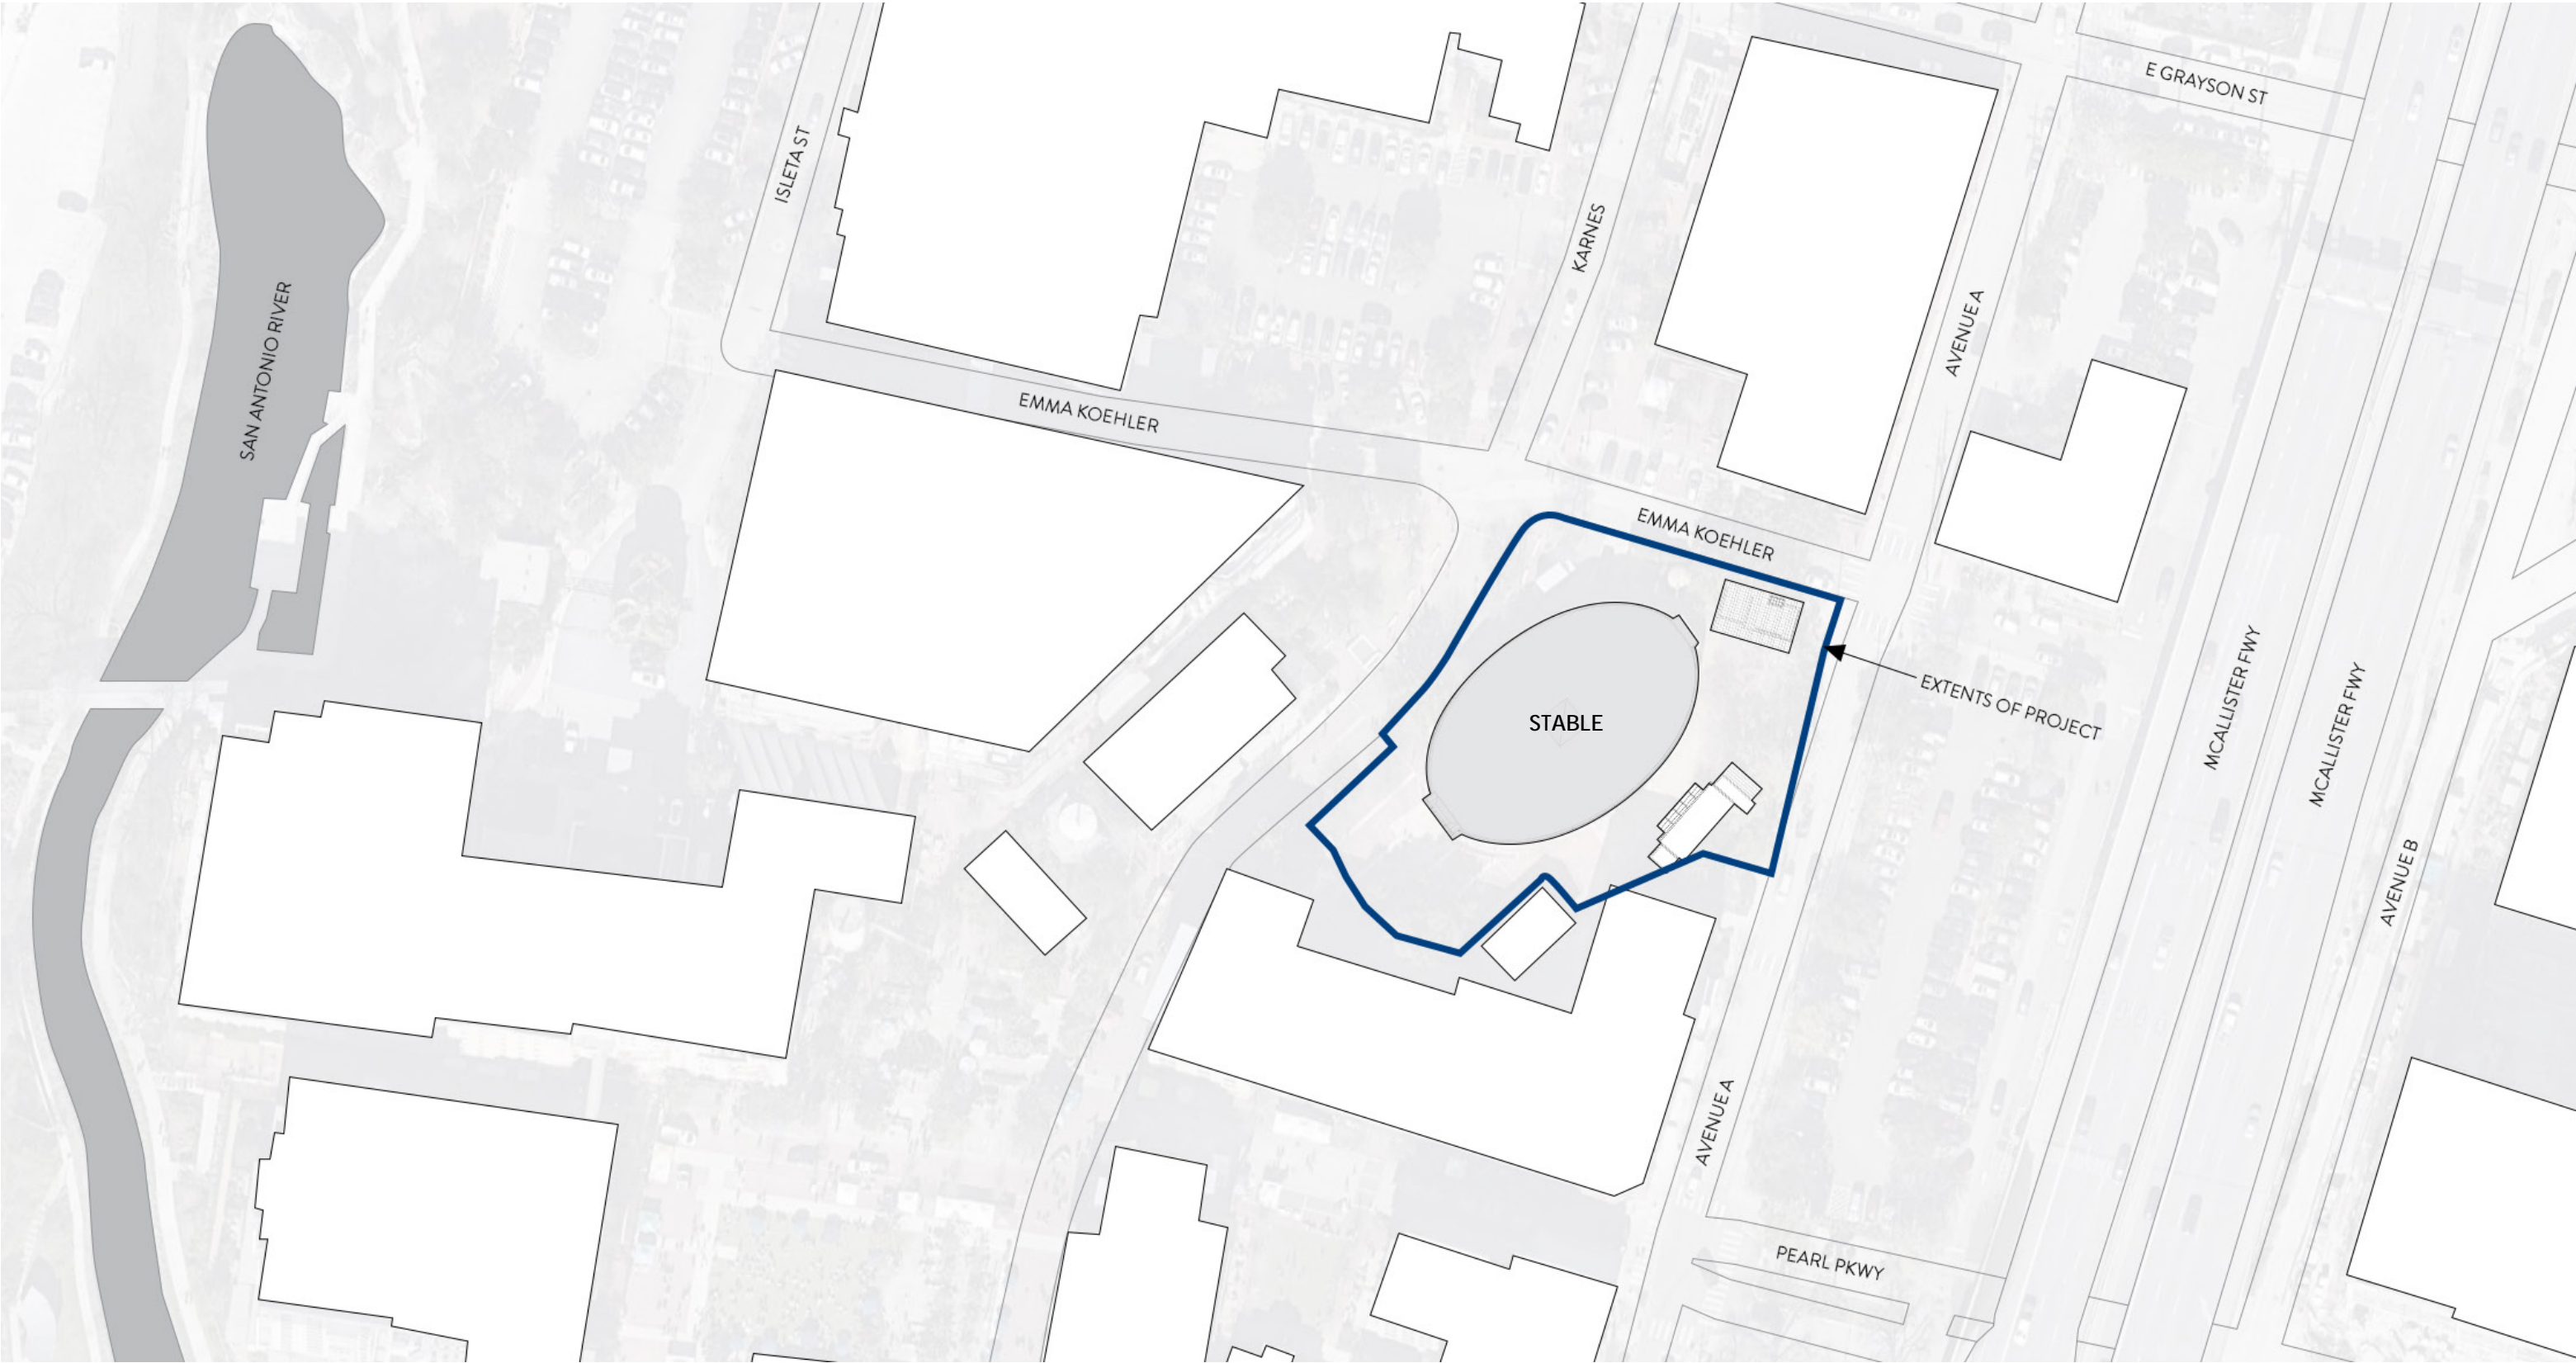 E GRAYSON ST
ISLETA ST
KARNES
AVENUE A
SAN ANTONIO RIVER
EMMA KOEHLER
EMMA KOEHLER
STABLE
EXTENTS OF PROJECT
MCALLISTER FWY
MCALLISTER FWY
AVENUE B
AVENUE A
PEARL PKWY